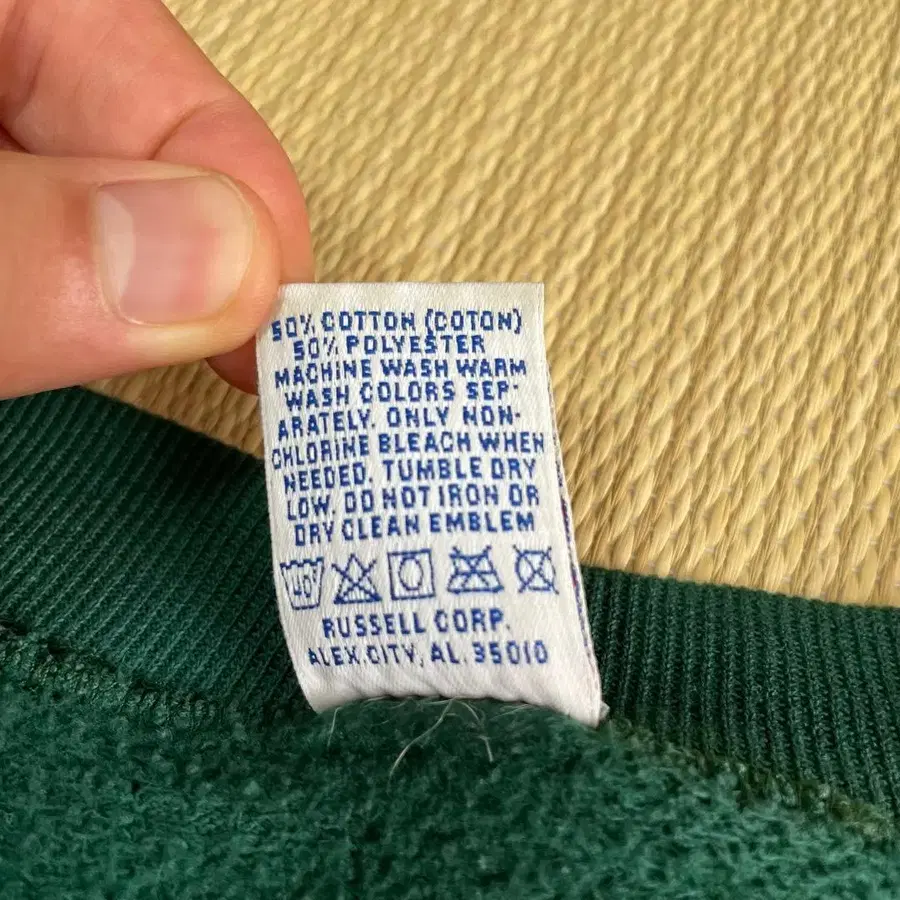 50% COTTON (COTON)
50% POLYESTER
MACHINE WASH WARM
WASH COLORS SEP-
ARATELY. ONLY NON-
CHLORINE BLEACH WHEN
NEEDED. TUMBLE DRY
LOW. DO NOT IRON OR
DRY CLEAN EMBLEM
40
RUSSELL CORP.
ALEX.CITY, AL. 35010